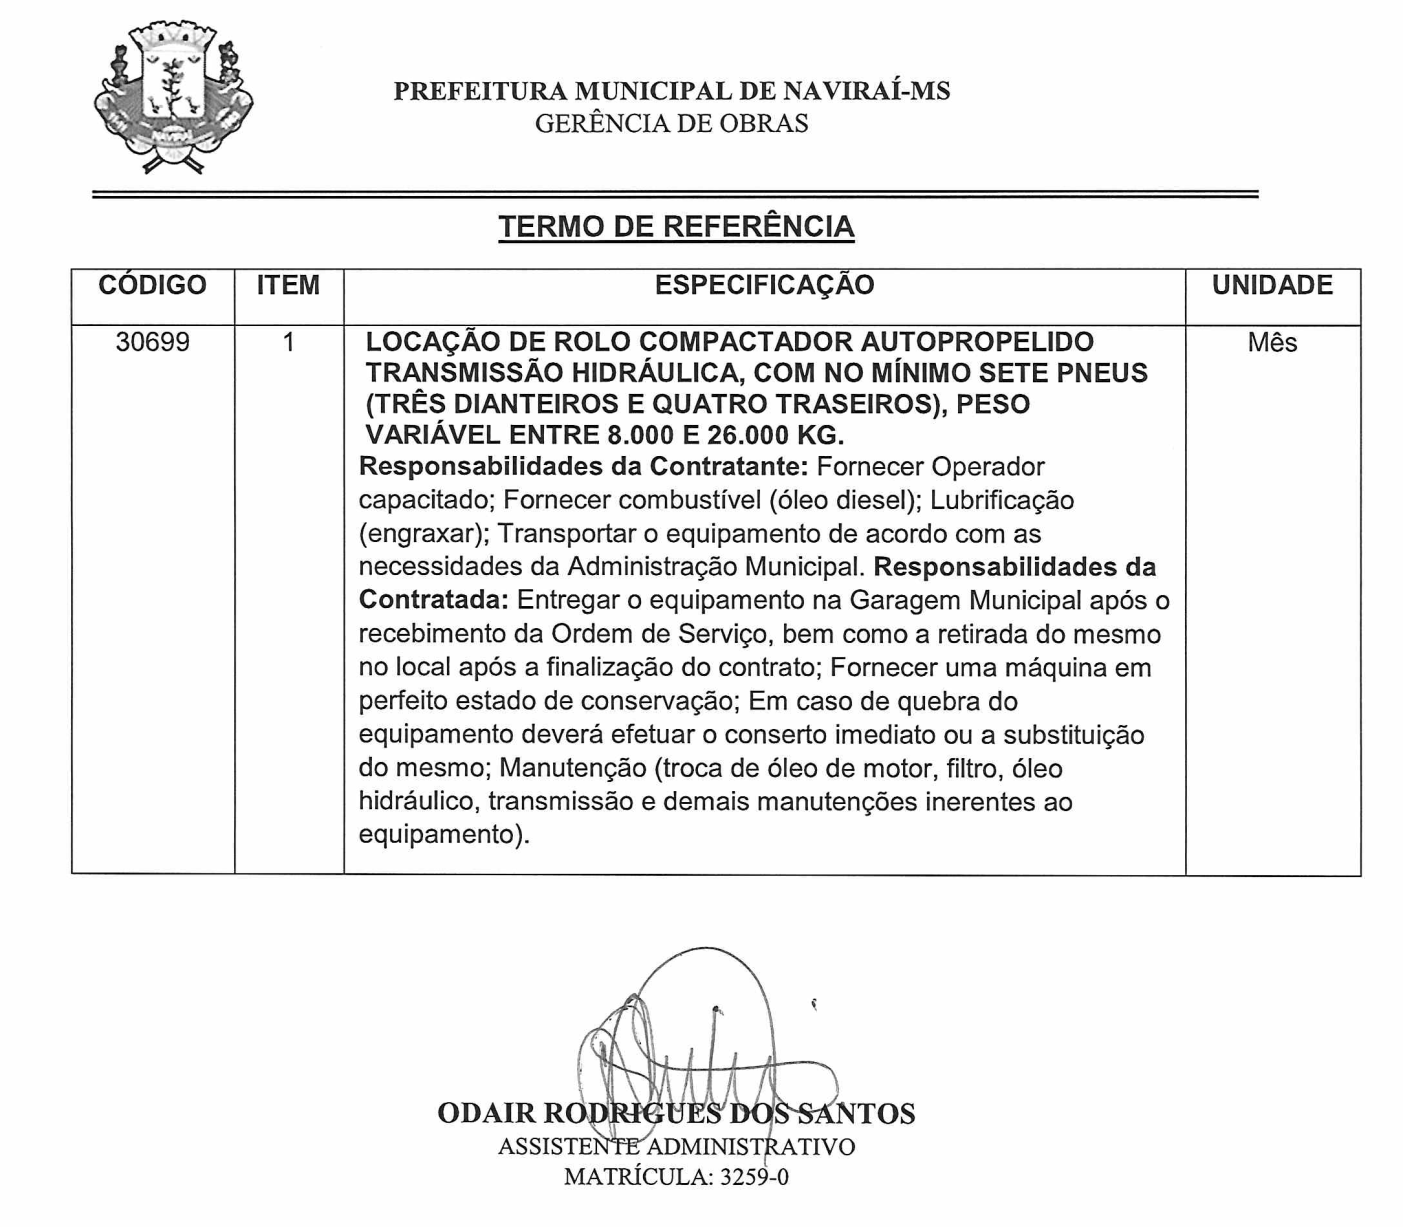 NAVIRAÍ
PREFEITURA MUNICIPAL DE NAVIRAÍ-MS
GERÊNCIA DE OBRAS
TERMO DE REFERÊNCIA
CÓDIGO ITEM ESPECIFICAÇÃO UNIDADE
30699 1 LOCAÇÃO DE ROLO COMPACTADOR AUTOPROPELIDO Mês
TRANSMISSÃO HIDRÁULICA, COM NO MÍNIMO SETE PNEUS
(TRÊS DIANTEIROS E QUATRO TRASEIROS), PESO
VARIÁVEL ENTRE 8.000 E 26.000 KG.
Responsabilidades da Contratante: Fornecer Operador
capacitado; Fornecer combustível (óleo diesel); Lubrificação
(engraxar); Transportar o equipamento de acordo com as
necessidades da Administração Municipal. Responsabilidades da
Contratada: Entregar o equipamento na Garagem Municipal após o
recebimento da Ordem de Serviço, bem como a retirada do mesmo
no local após a finalização do contrato; Fornecer uma máquina em
perfeito estado de conservação; Em caso de quebra do
equipamento deverá efetuar o conserto imediato ou a substituição
do mesmo; Manutenção (troca de óleo de motor, filtro, óleo
hidráulico, transmissão e demais manutenções inerentes ao
equipamento).
ODAIR RODRIGUES DOS SANTOS
ASSISTENTE ADMINISTRATIVO
MATRÍCULA: 3259-0